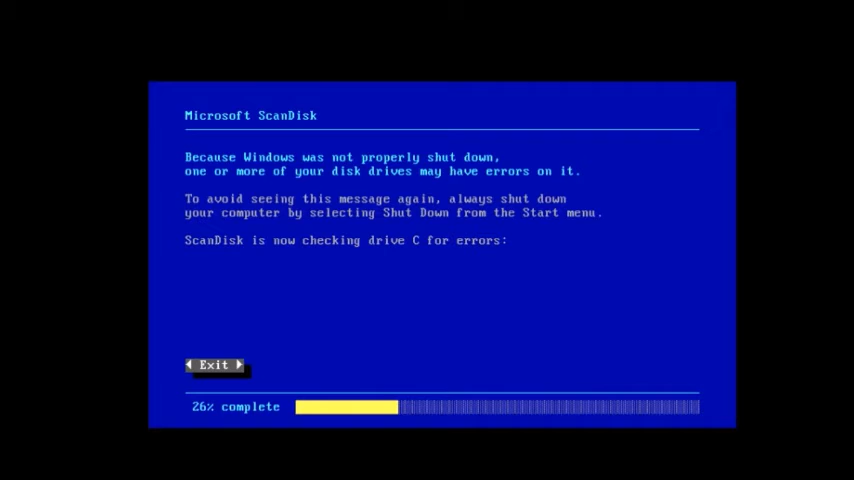 Microsoft ScanDisk
Because Windows was not properly shut down,
one or more of your disk drives may have errors on it.
To avoid seeing this message again, always shut down
your computer by selecting Shut Down from the Start menu.
ScanDisk is now checking drive C for errors:
Exit
26% complete